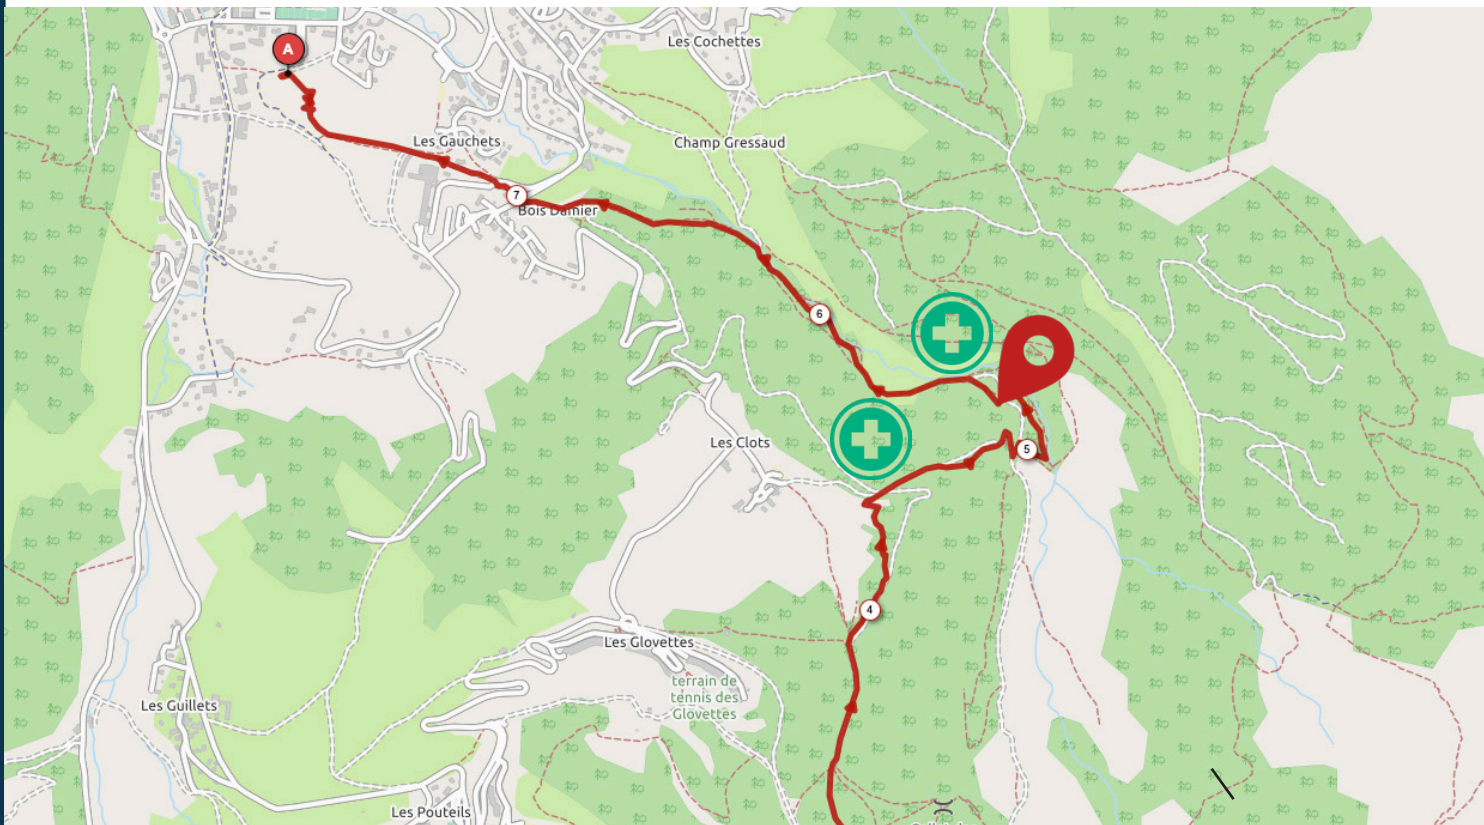 Les Cochettes
A
Les Gauchets
Champ Gressaud
7
Bois Damier
6
Les Clots
5
4
Les Glovettes
terrain de
tennis des
Glovettes
Les Guillets
Les Pouteils